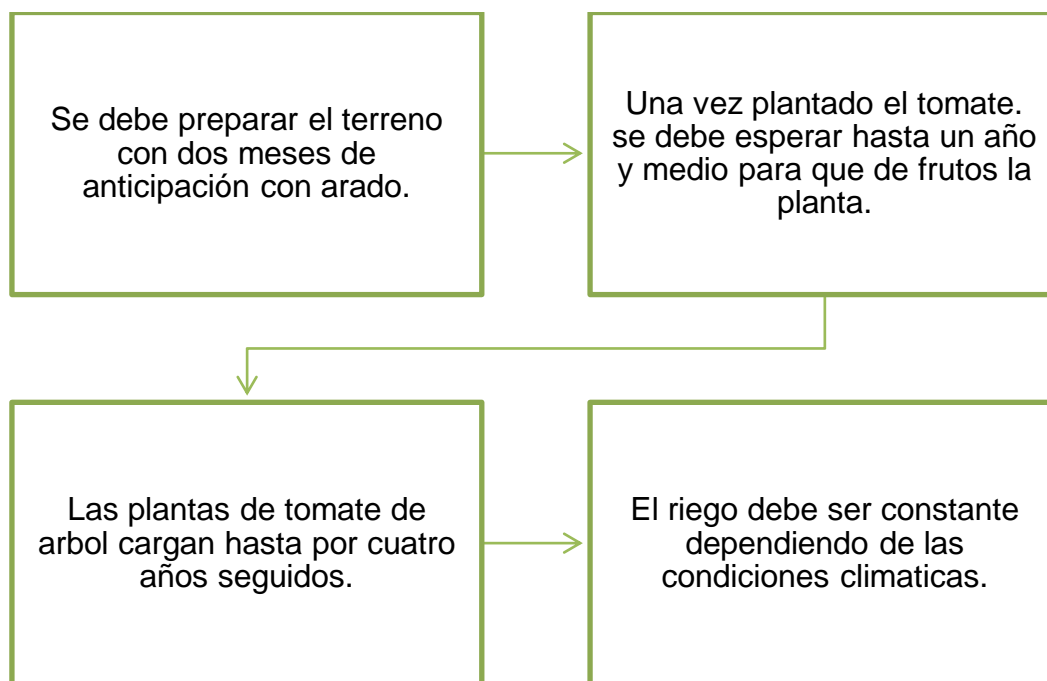 Se debe preparar el terreno
con dos meses de
anticipación con arado.
Una vez plantado el tomate.
se debe esperar hasta un año
y medio para que de frutos la
planta.
Las plantas de tomate de
arbol cargan hasta por cuatro
años seguidos.
El riego debe ser constante
dependiendo de las
condiciones climaticas.